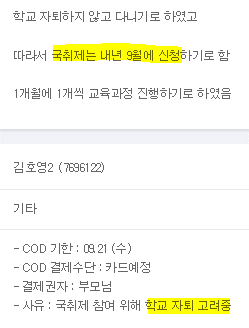 학교 자퇴하지 않고 다니기로 하였고
따라서 국취제는 내년 9월에 신청하기로 함
1개월에 1개씩 교육과정 진행하기로 하였음
김호영2 (7696122)
기타
- COD 기한 : 09.21 (수)
- COD 결제수단 : 카드예정
- 결제권자 : 부모님
- 사유 : 국취제 참여 위해 학교 자퇴 고려중